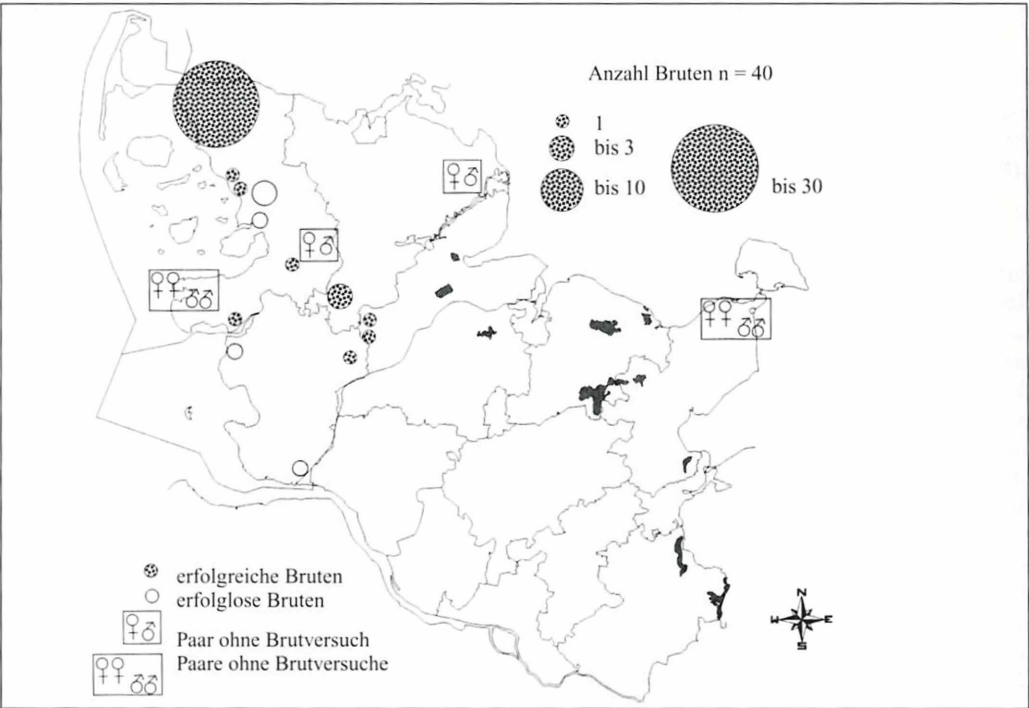 Anzahl Bruten n = 40
1
bis 3
bis 10
bis 30
erfolgreiche Bruten
erfolglose Bruten
♀♂ Paar ohne Brutversuch
♀♀♂♂ Paare ohne Brutversuche
N
W E
S